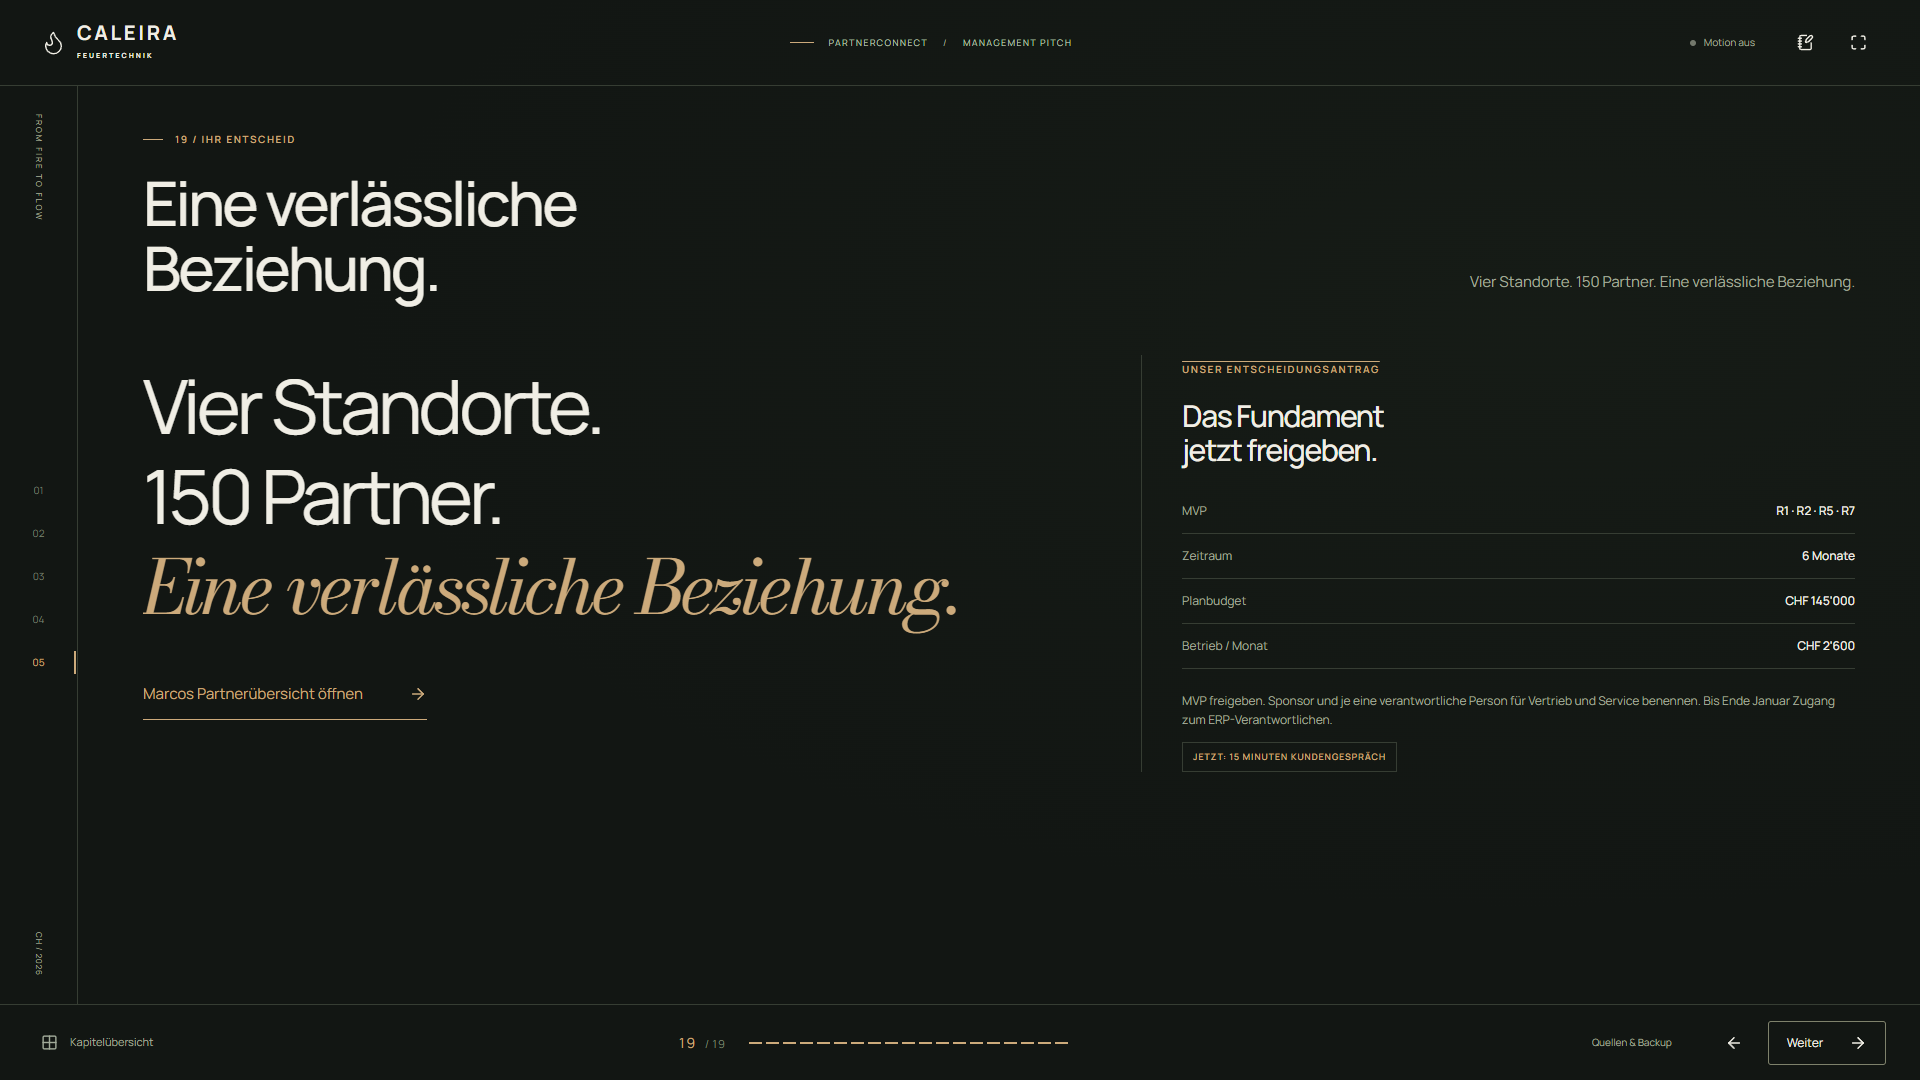 CALEIRA
FEUERTECHNIK
PARTNERCONNECT / MANAGEMENT PITCH
Motion aus
FROM FIRE TO FLOW
19 / IHR ENTSCHEID
Eine verlässliche
Beziehung.
Vier Standorte. 150 Partner. Eine verlässliche Beziehung.
Vier Standorte.
150 Partner.
Eine verlässliche Beziehung.
Marcos Partnerübersicht öffnen
UNSER ENTSCHEIDUNGSANTRAG
Das Fundament
jetzt freigeben.
MVP R1 · R2 · R5 · R7
Zeitraum 6 Monate
Planbudget CHF 145'000
Betrieb / Monat CHF 2'600
MVP freigeben. Sponsor und je eine verantwortliche Person für Vertrieb und Service benennen. Bis Ende Januar Zugang
zum ERP-Verantwortlichen.
JETZT: 15 MINUTEN KUNDENGESPRÄCH
01
02
03
04
05
CH / 2026
Kapitelübersicht
19 / 19
Quellen & Backup
Weiter